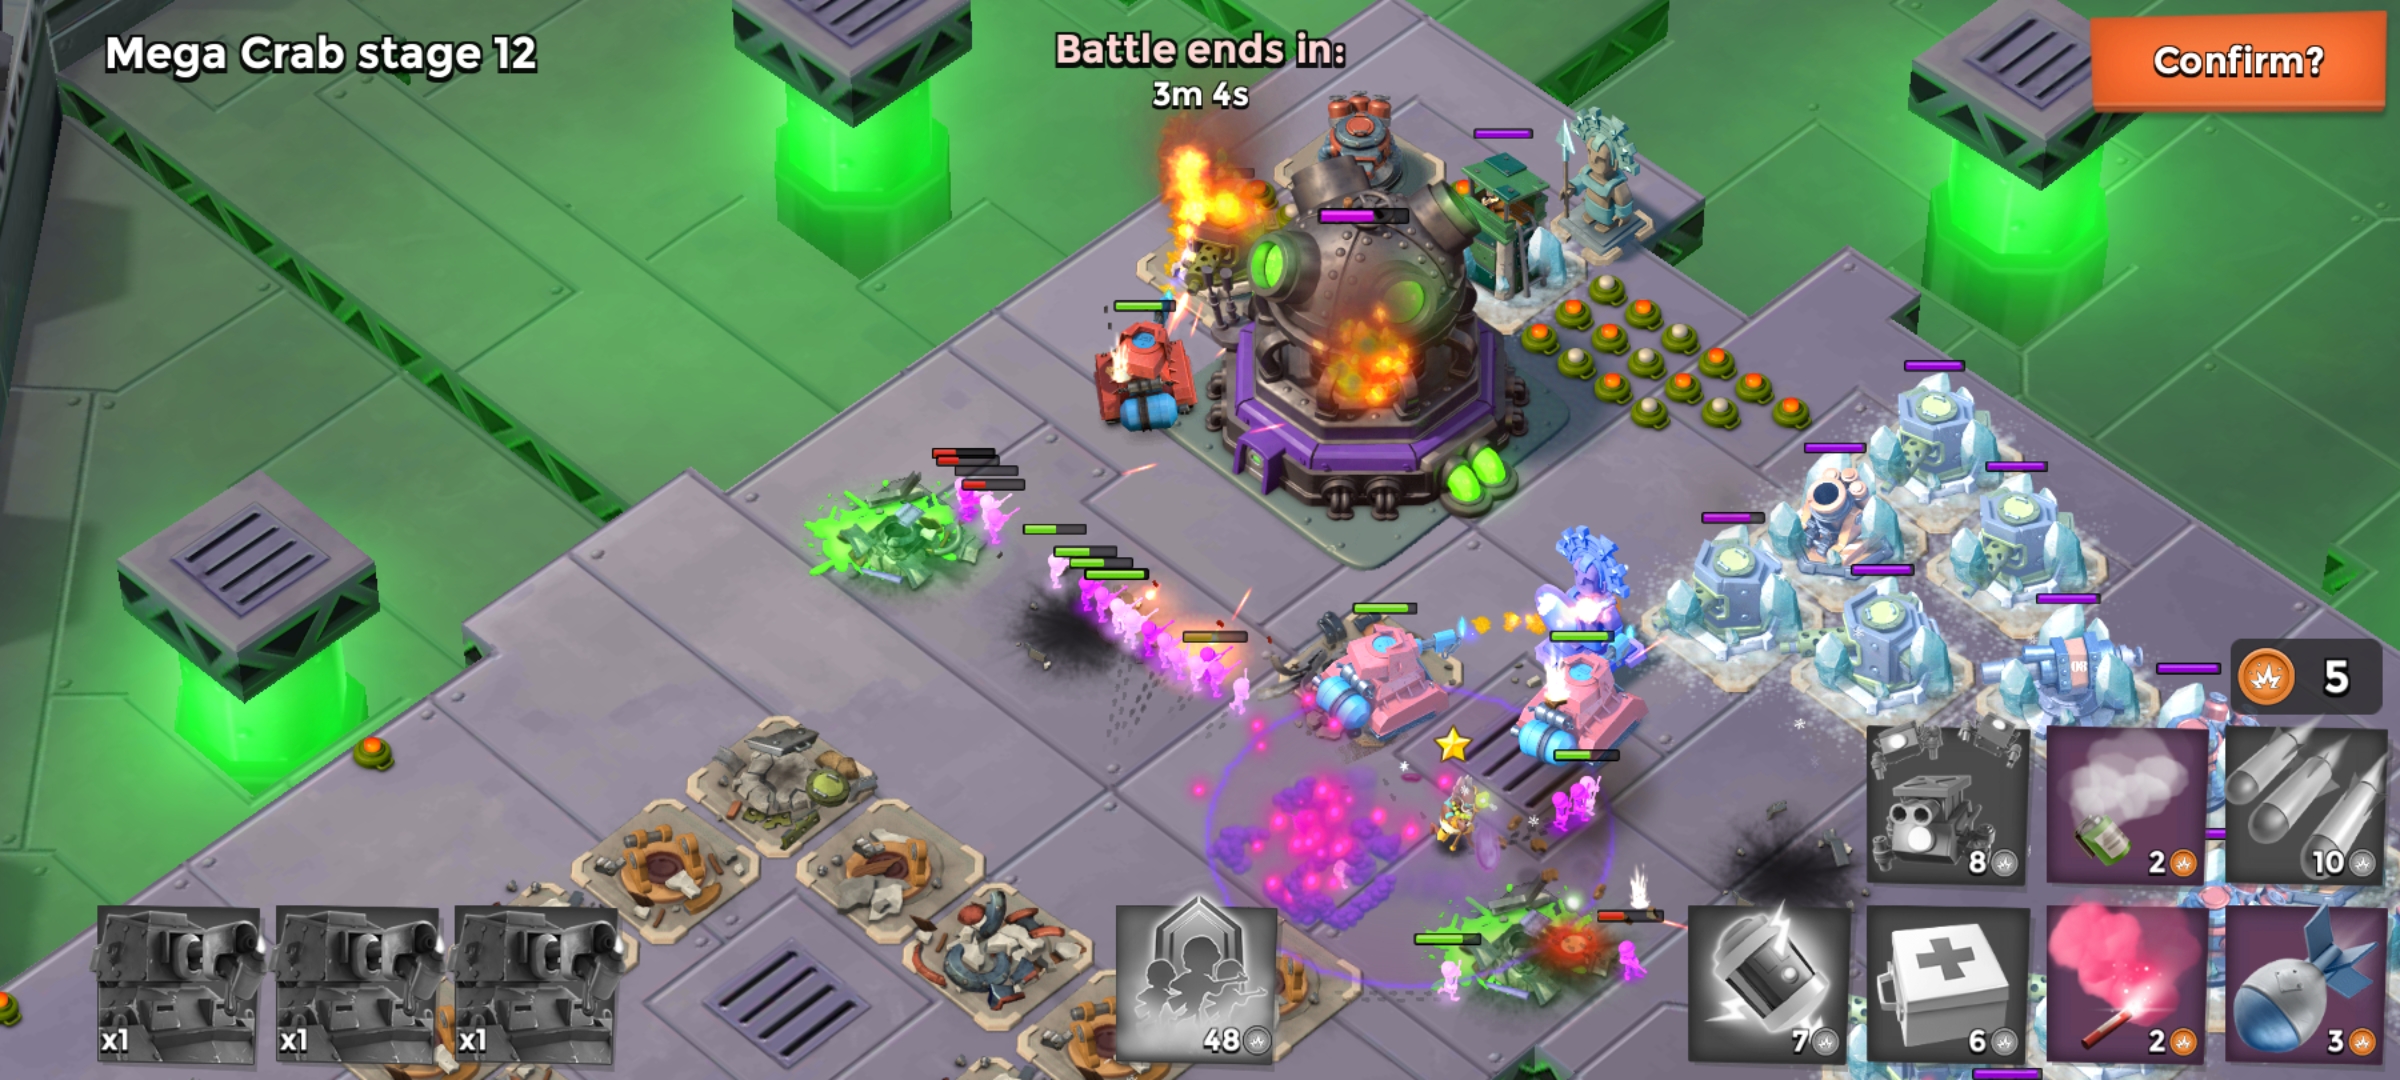 Mega Crab stage 12
Battle ends in:
3m 4s
Confirm?
5
8
2
10
x1
x1
x1
48
7
6
2
3